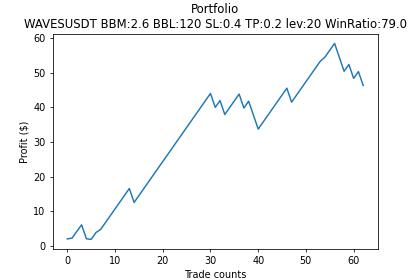 Portfolio
WAVESUSDT BBM:2.6 BBL:120 SL:0.4 TP:0.2 lev:20 WinRatio:79.0
60
50
40
30
20
10
0
Profit ($)
0 10 20 30 40 50 60
Trade counts